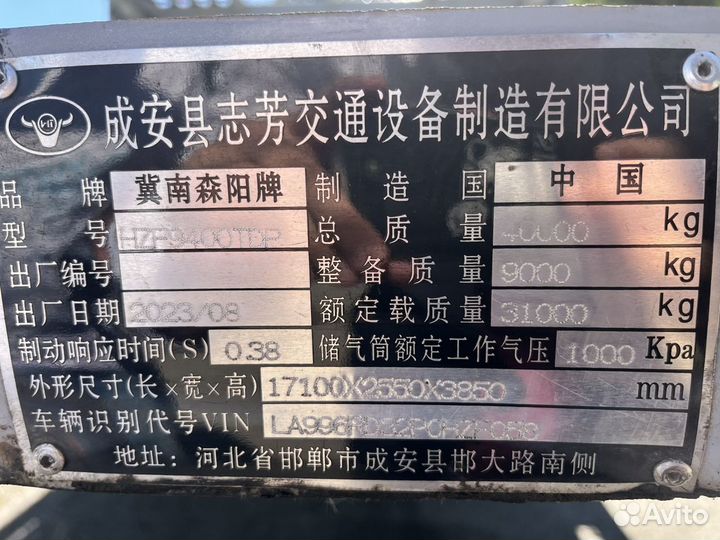 成安县志芳交通设备制造有限公司
品牌 冀南森阳牌 制造国 中国
型号 HZF9400TDP 总质量 40000 kg
出厂编号 整备质量 9000 kg
出厂日期 2023/08 额定载质量 31000 kg
制动响应时间(S) 0.38 储气筒额定工作气压 1000 Kpa
外形尺寸(长×宽×高) 17100X2550X3850 mm
车辆识别代号VIN
地址: 河北省邯郸市成安县邯大路南侧
Avito